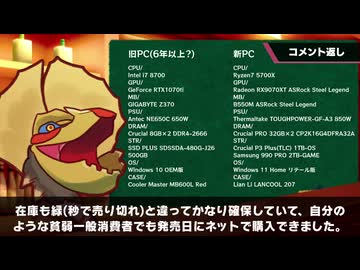 コメント返し
旧PC(6年以上?)
CPU/
Intel i7 8700
GPU/
GeForce RTX1070ti
MB/
GIGABYTE Z370
PSU/
Antec NE650C 650W
DRAM/
Crucial 8GB×2 DDR4-2666
SSD/
SSD PLUS SDSSDA-480G-J26
500GB
OS/
Windows 10 OEM版
CASE/
Cooler Master MB600L Red
新PC
CPU/
Ryzen7 5700X
GPU/
Radeon RX9070XT ASRock Steel Legend
MB/
B550M ASRock Steel Legend
PSU/
Thermaltake TOUGHPOWER-GF-A3 850W
DRAM/
Crucial PRO 32GB×2 CP2K16G4DFRA32A
SSD/
Crucial P3 Plus(TLC) 1TB-OS
Samsung 990 PRO 2TB-GAME
OS/
Windows 11 Home リテール版
CASE/
Lian Li LANCOOL 207
在庫も緑(秒で売り切れ)と違ってかなり確保していて、自分の
ような貧弱一般消費者でも発売日にネットで購入できました。